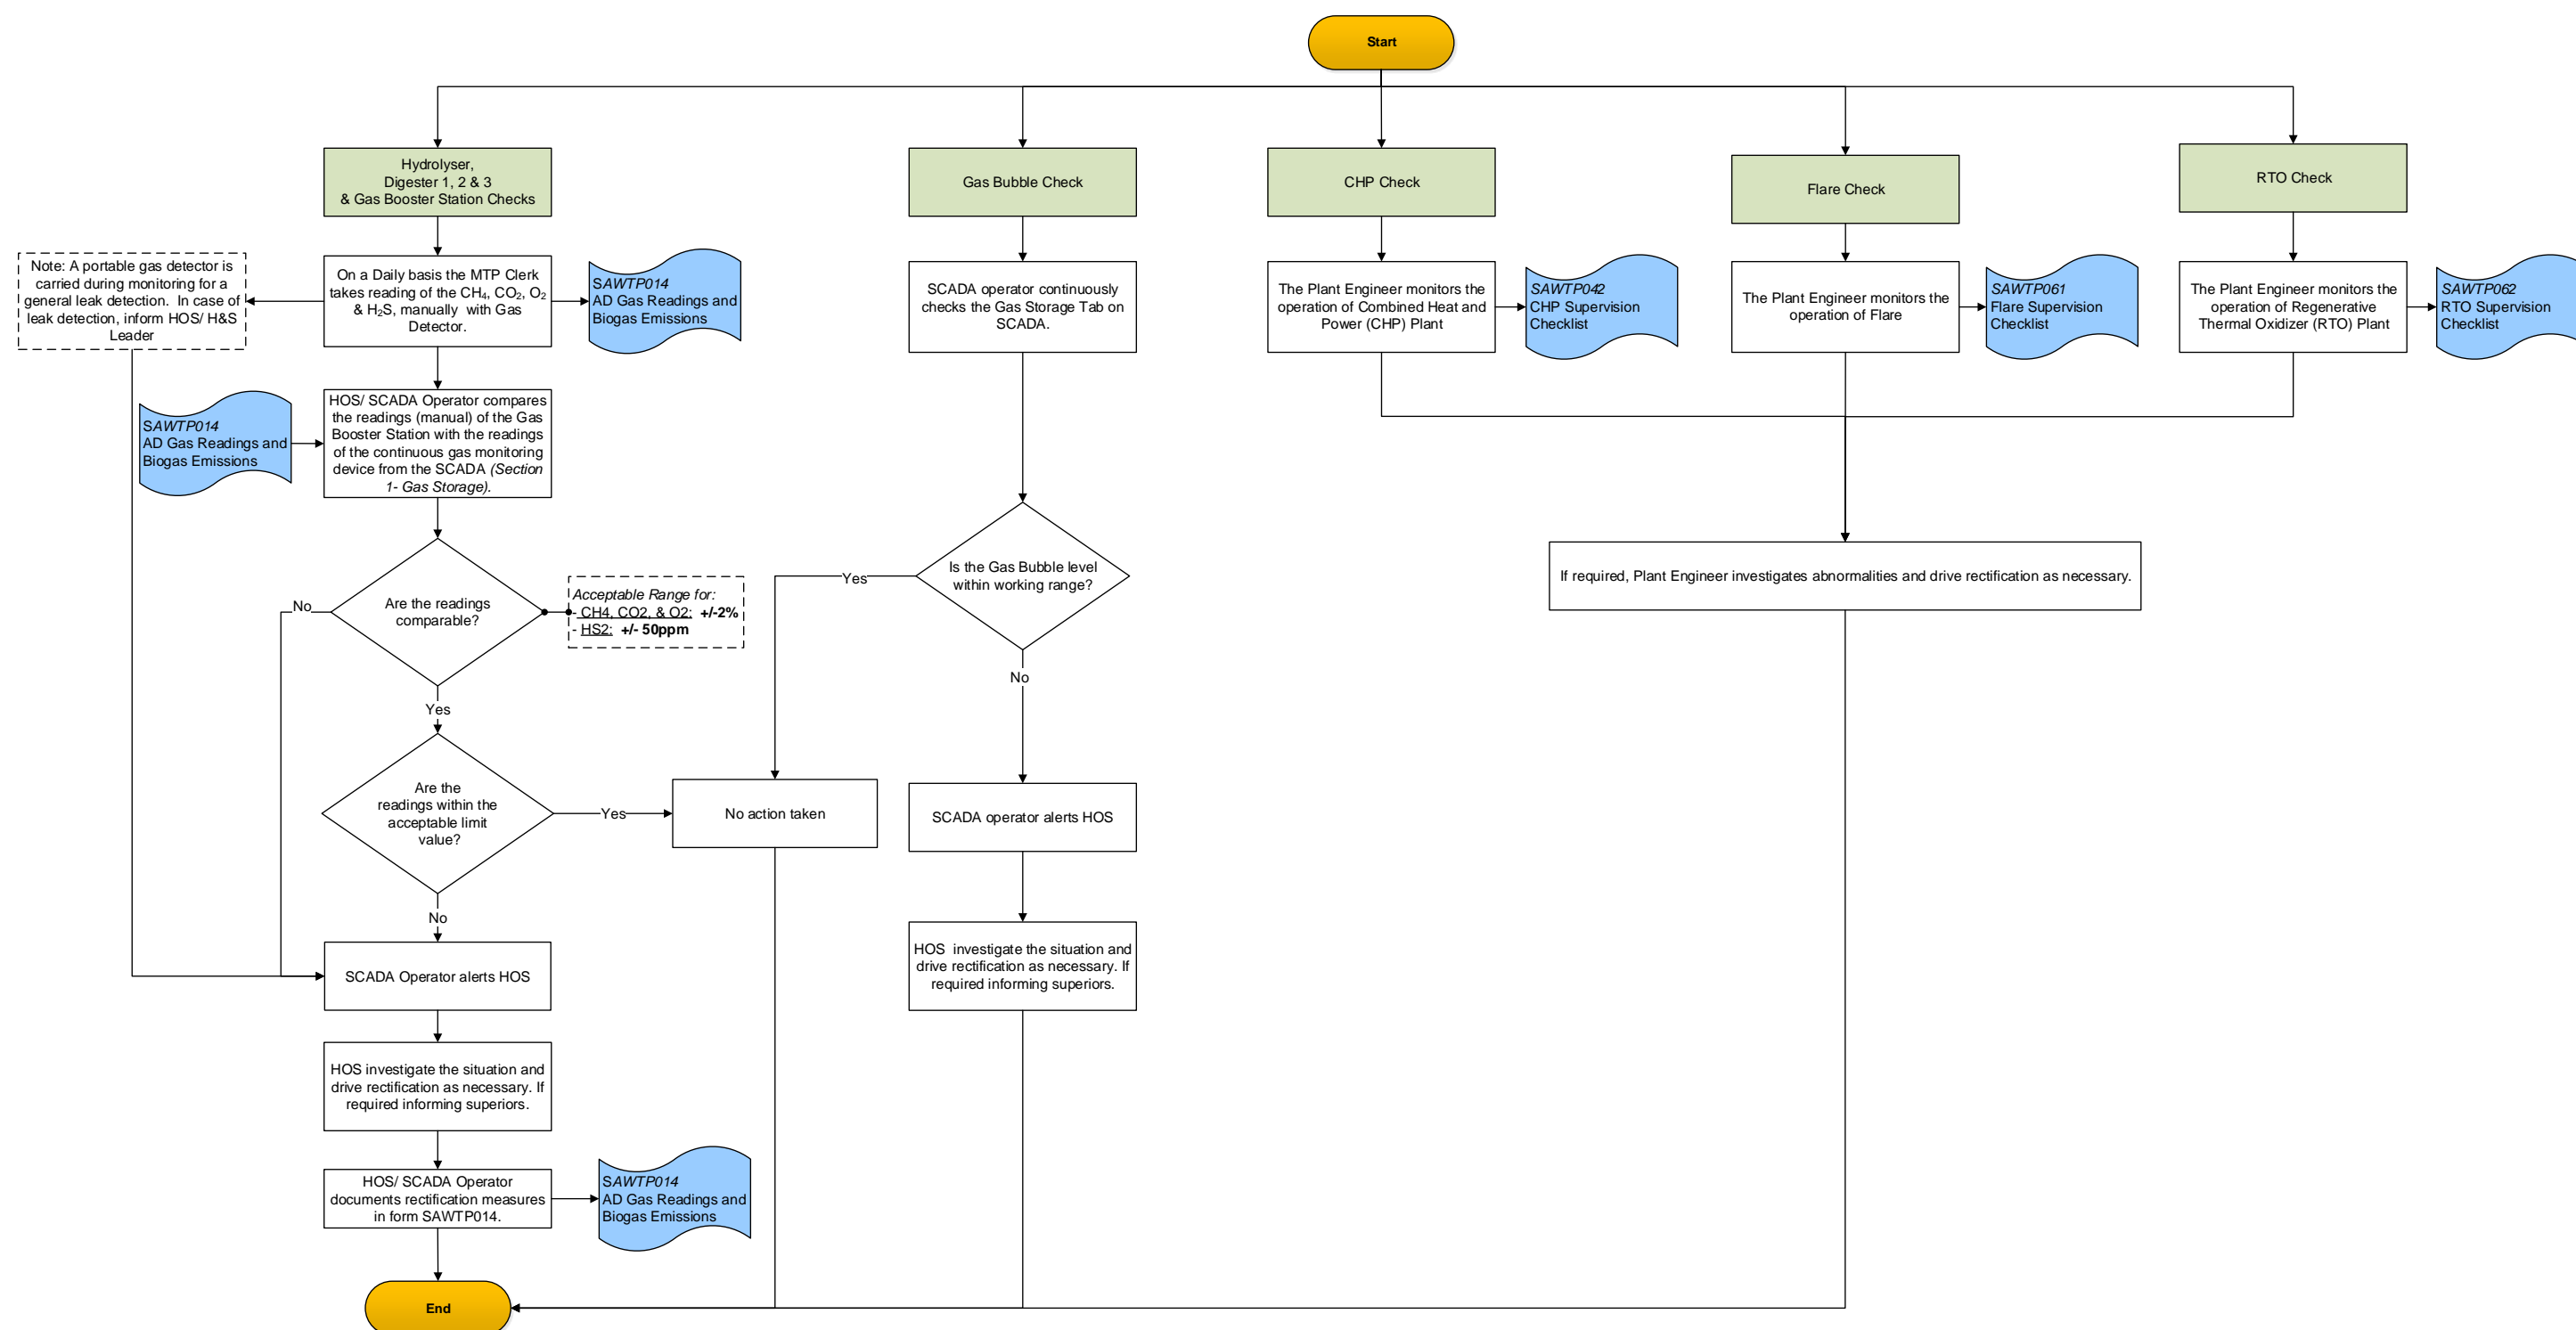 Start
Hydrolyser,
Digester 1, 2 & 3
& Gas Booster Station Checks
Gas Bubble Check
CHP Check
Flare Check
RTO Check
Note: A portable gas detector is
carried during monitoring for a
general leak detection. In case of
leak detection, inform HOS/ H&S
Leader
On a Daily basis the MTP Clerk
takes reading of the CH₄, CO₂, O₂
& H₂S, manually with Gas
Detector.
SAWTP014
AD Gas Readings and
Biogas Emissions
SCADA operator continuously
checks the Gas Storage Tab on
SCADA.
The Plant Engineer monitors the
operation of Combined Heat and
Power (CHP) Plant
SAWTP042
CHP Supervision
Checklist
The Plant Engineer monitors the
operation of Flare
SAWTP061
Flare Supervision
Checklist
The Plant Engineer monitors the
operation of Regenerative
Thermal Oxidizer (RTO) Plant
SAWTP062
RTO Supervision
Checklist
SAWTP014
AD Gas Readings and
Biogas Emissions
HOS/ SCADA Operator compares
the readings (manual) of the Gas
Booster Station with the readings
of the continuous gas monitoring
device from the SCADA (Section
1- Gas Storage).
Are the readings
comparable?
No
Yes
Acceptable Range for:
- CH4, CO2, & O2: +/-2%
- HS2: +/- 50ppm
Is the Gas Bubble level
within working range?
Yes
No
If required, Plant Engineer investigates abnormalities and drive rectification as necessary.
Are the
readings within the
acceptable limit
value?
Yes
No
No action taken
SCADA operator alerts HOS
SCADA Operator alerts HOS
HOS investigate the situation and
drive rectification as necessary. If
required informing superiors.
HOS investigate the situation and
drive rectification as necessary. If
required informing superiors.
HOS/ SCADA Operator
documents rectification measures
in form SAWTP014.
SAWTP014
AD Gas Readings and
Biogas Emissions
End